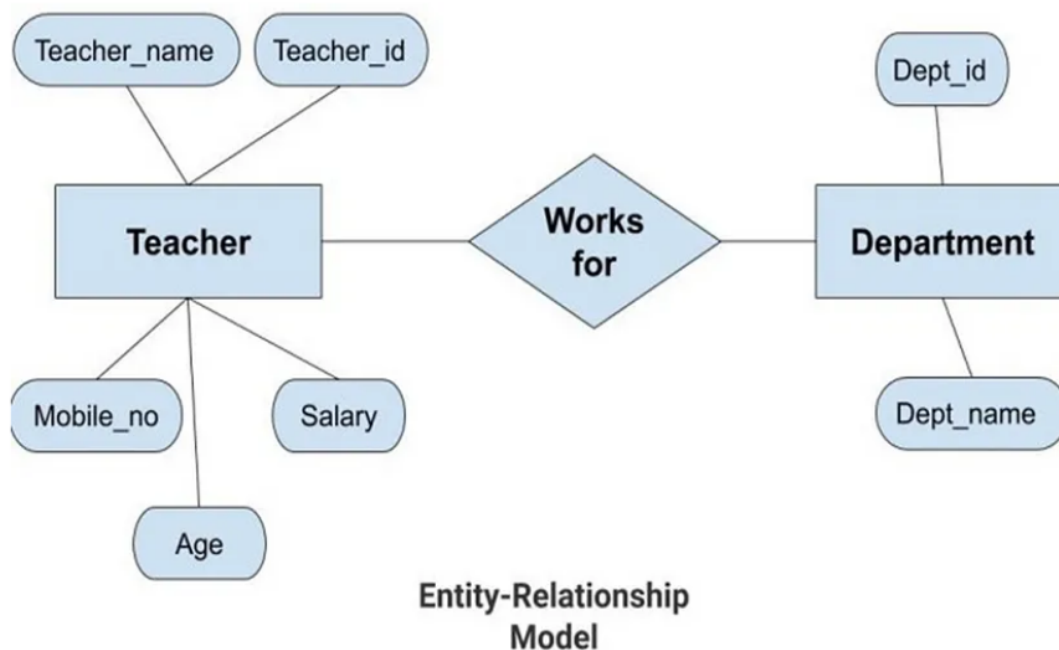 Teacher_name
Teacher_id
Dept_id
Teacher
Works
for
Department
Mobile_no
Salary
Dept_name
Age
Entity-Relationship
Model